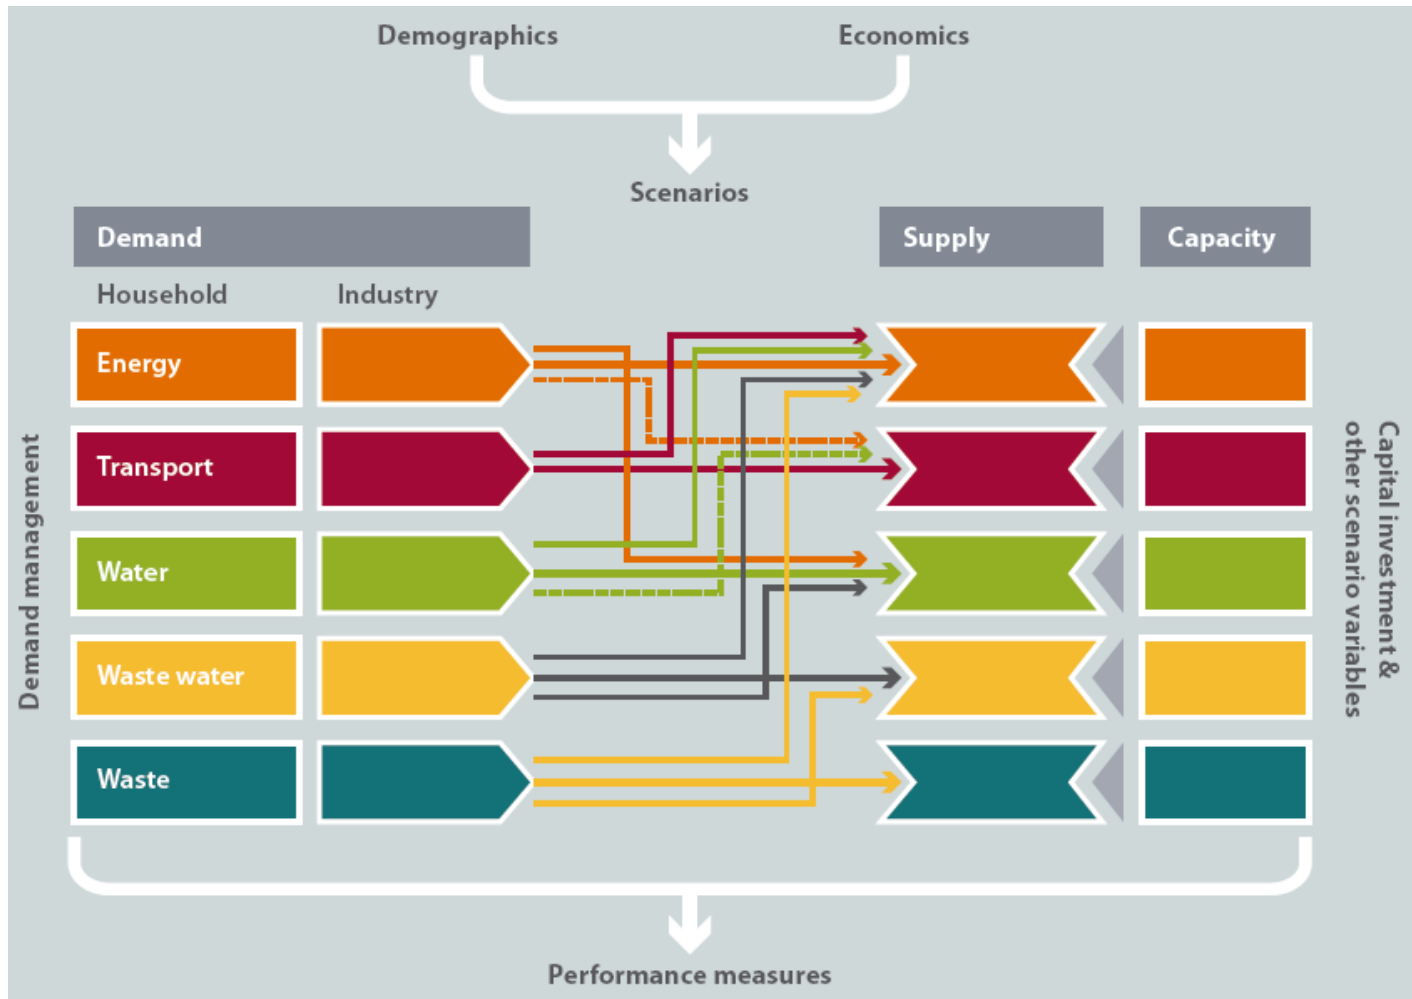 Demographics
Economics
Scenarios
Demand
Supply
Capacity
Household
Industry
Energy
Transport
Water
Waste water
Waste
Demand management
Capital investment &
other scenario variables
Performance measures